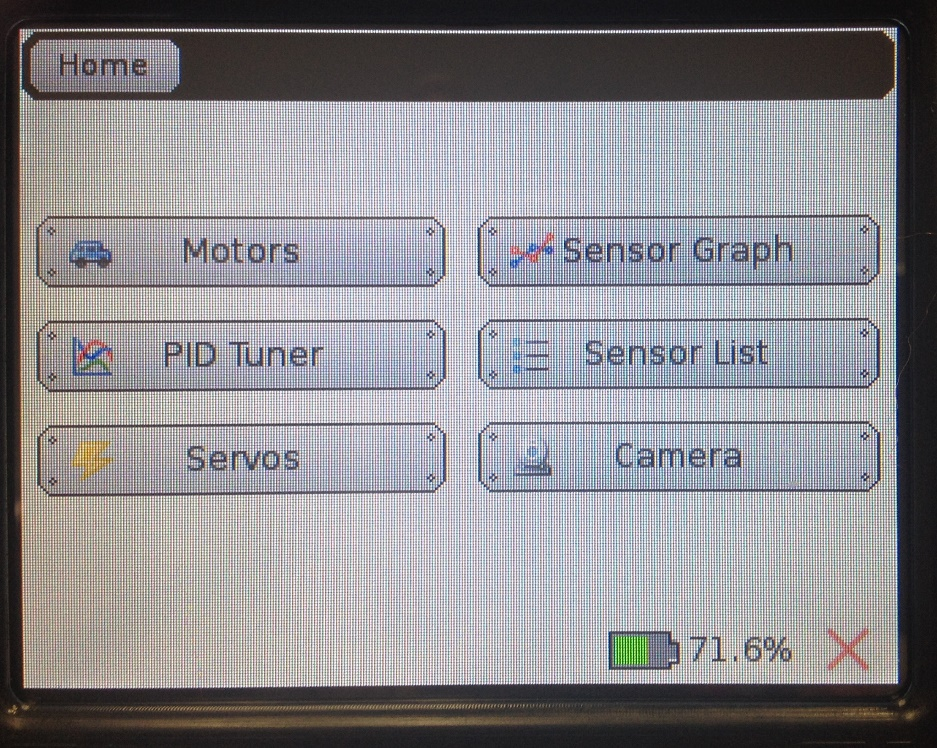 Home
Motors
Sensor Graph
PID Tuner
Sensor List
Servos
Camera
71.6%